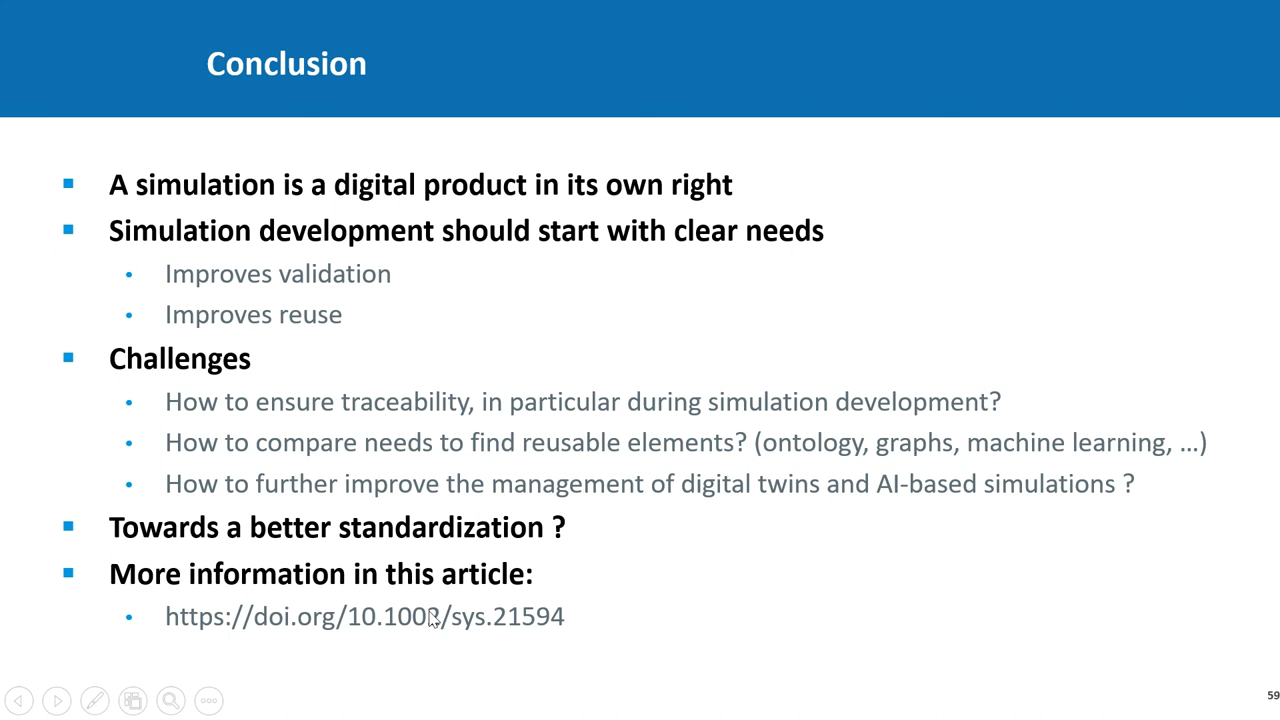 Conclusion
A simulation is a digital product in its own right
Simulation development should start with clear needs
Improves validation
Improves reuse
Challenges
How to ensure traceability, in particular during simulation development?
How to compare needs to find reusable elements? (ontology, graphs, machine learning, …)
How to further improve the management of digital twins and AI-based simulations ?
Towards a better standardization ?
More information in this article:
https://doi.org/10.1002/sys.21594
59